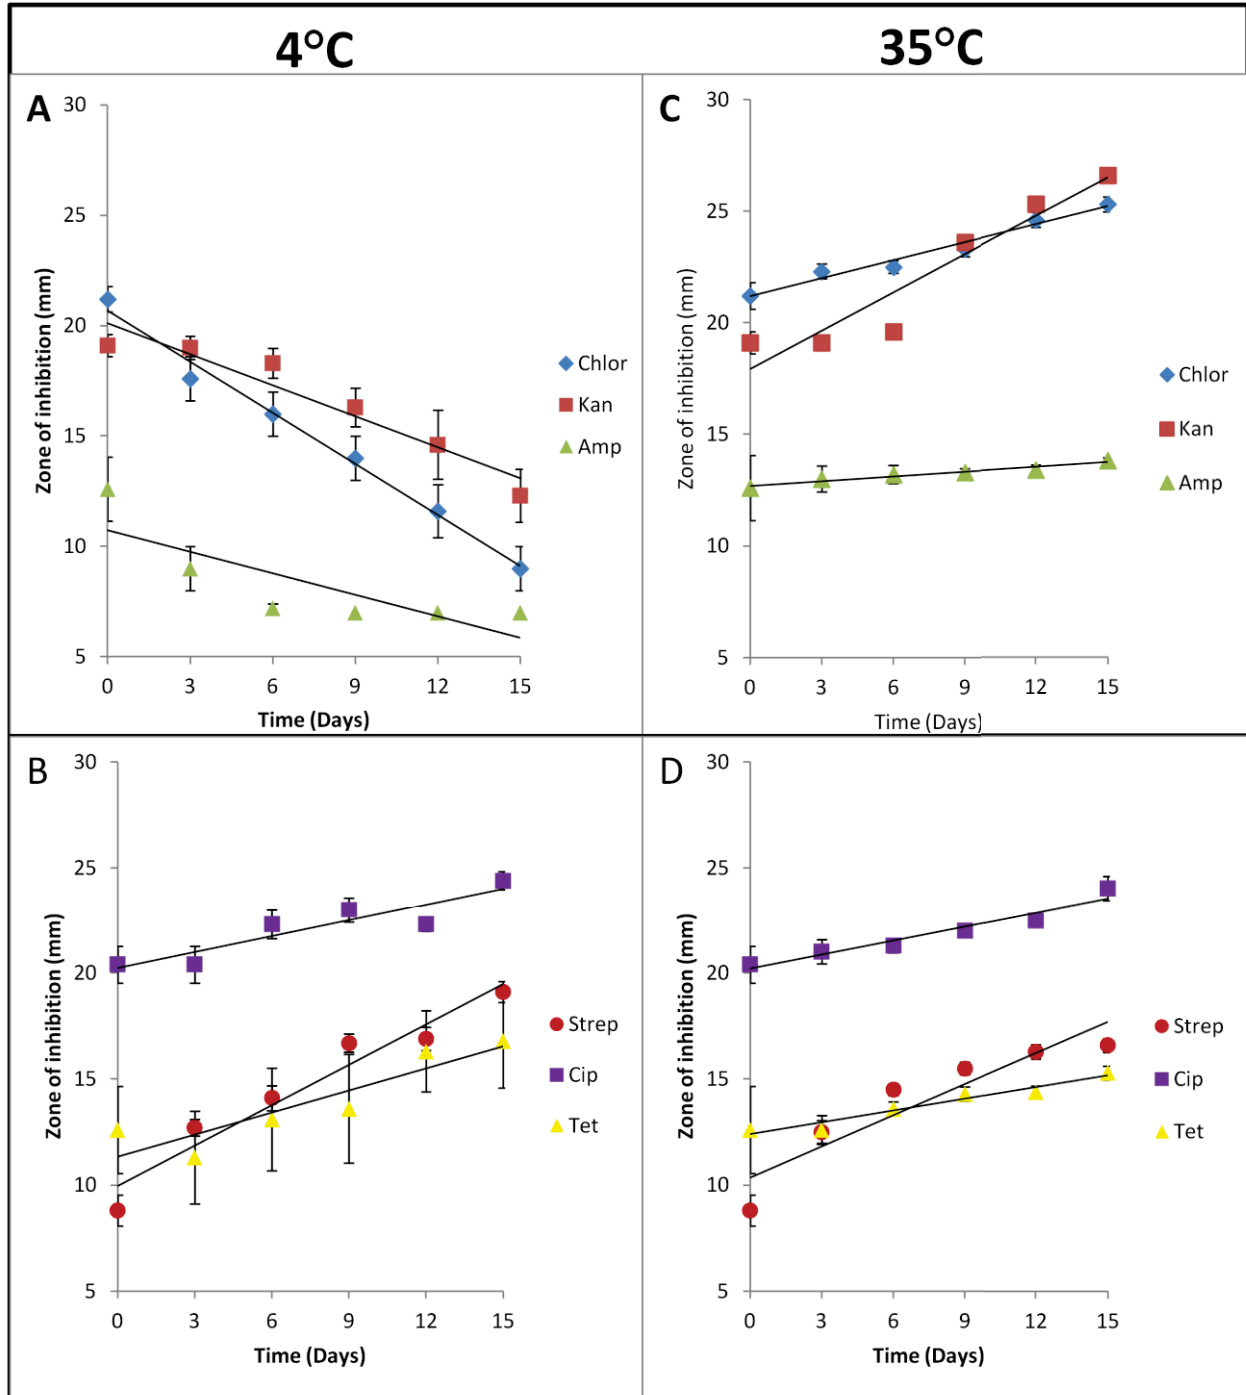 4°C
35°C
A
30
25
20
15
10
5
Zone of inhibition (mm)
0 3 6 9 12 15
Time (Days)
Chlor
Kan
Amp
C
30
25
20
15
10
5
Zone of inhibition (mm)
0 3 6 9 12 15
Time (Days)
Chlor
Kan
Amp
B
30
25
20
15
10
5
Zone of inhibition (mm)
0 3 6 9 12 15
Time (Days)
Strep
Cip
Tet
D
30
25
20
15
10
5
Zone of inhibition (mm)
0 3 6 9 12 15
Time (Days)
Strep
Cip
Tet